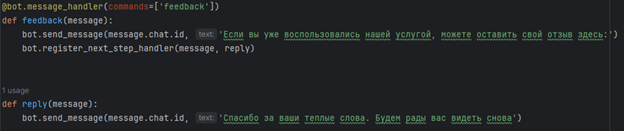 @bot.message_handler(commands=['feedback'])
def feedback(message):
    bot.send_message(message.chat.id, text: 'Если вы уже воспользовались нашей услугой, можете оставить свой отзыв здесь:')
    bot.register_next_step_handler(message, reply)
1 usage
def reply(message):
    bot.send_message(message.chat.id, text: 'Спасибо за ваши теплые слова. Будем рады вас видеть снова')